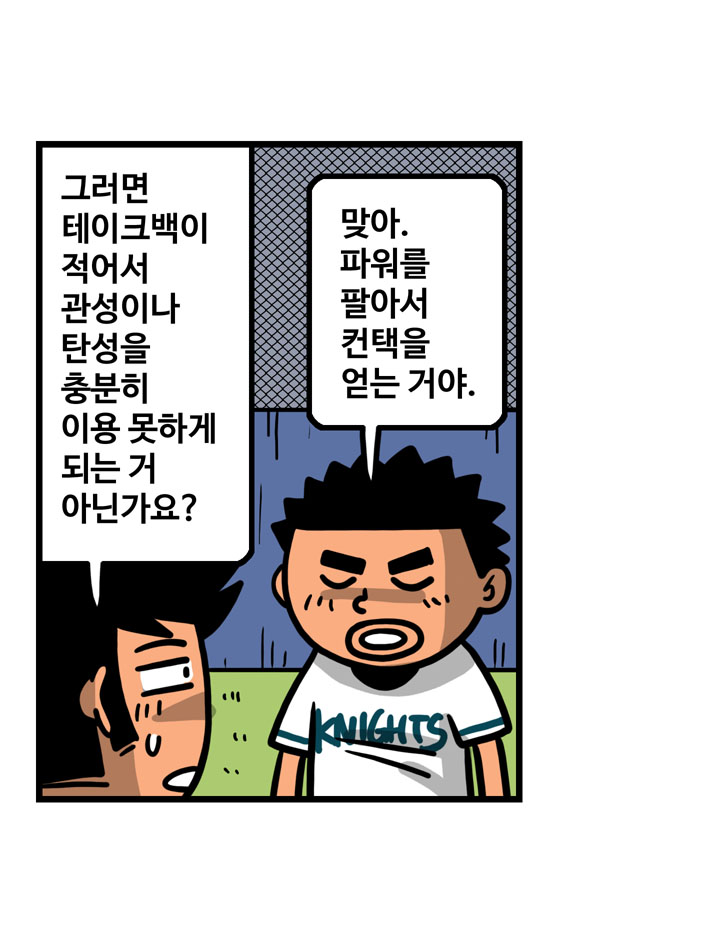 그러면
테이크백이
적어서
관성이나
탄성을
충분히
이용 못하게
되는 거
아닌가요?
맞아.
파워를
팔아서
컨택을
얻는 거야.
KNIGHTS